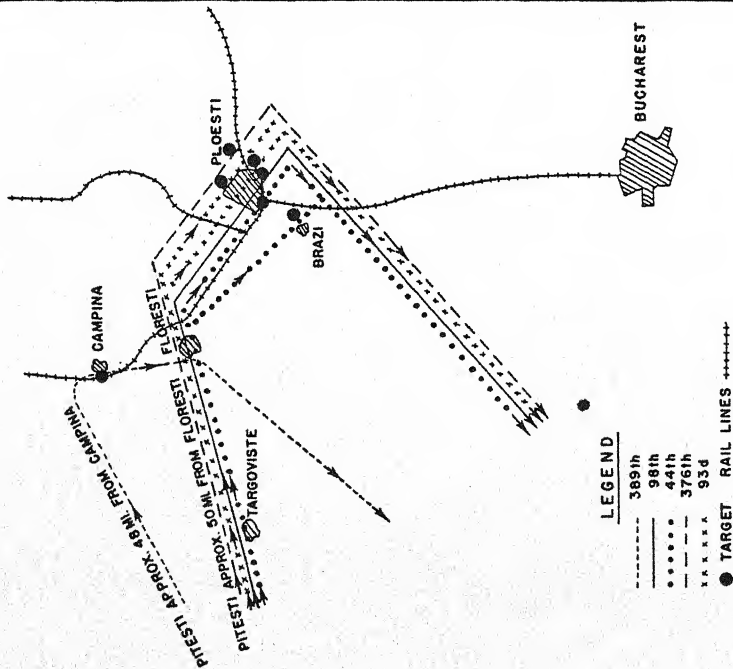 PLOESTI
CAMPINA
FLORESTI
PITESTI APPROX. 48 MI. FROM CAMPINA
PITESTI APPROX. 50 MI. FROM FLORESTI
TARGOVISTE
BRAZI
BUCHAREST
LEGEND
389th
98th
44th
376th
93d
TARGET RAIL LINES